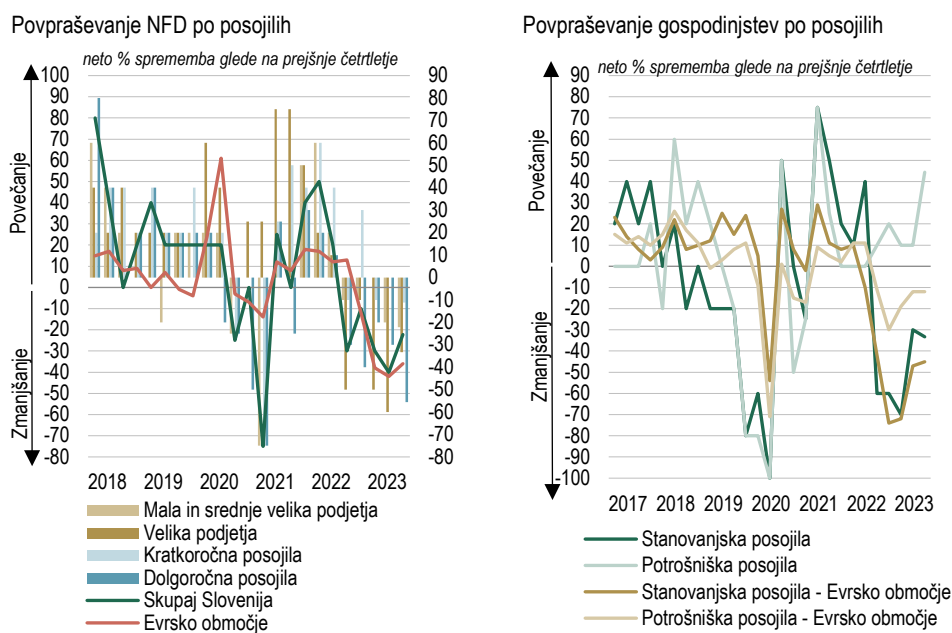 Povpraševanje NFD po posojilih
neto % sprememba glede na prejšnje četrtletje
Povečanje
Zmanjšanje
100
90
80
70
60
50
40
30
20
10
0
-10
-20
-30
-40
-50
-60
-70
-80
90
80
70
60
50
40
30
20
10
0
-10
-20
-30
-40
-50
-60
-70
-80
2018 2019 2020 2021 2022 2023
Mala in srednje velika podjetja
Velika podjetja
Kratkoročna posojila
Dolgoročna posojila
Skupaj Slovenija
Evrsko območje
Povpraševanje gospodinjstev po posojilih
neto % sprememba glede na prejšnje četrtletje
Povečanje
Zmanjšanje
90
80
70
60
50
40
30
20
10
0
-10
-20
-30
-40
-50
-60
-70
-80
-90
-100
2017 2018 2019 2020 2021 2022 2023
Stanovanjska posojila
Potrošniška posojila
Stanovanjska posojila - Evrsko območje
Potrošniška posojila - Evrsko območje